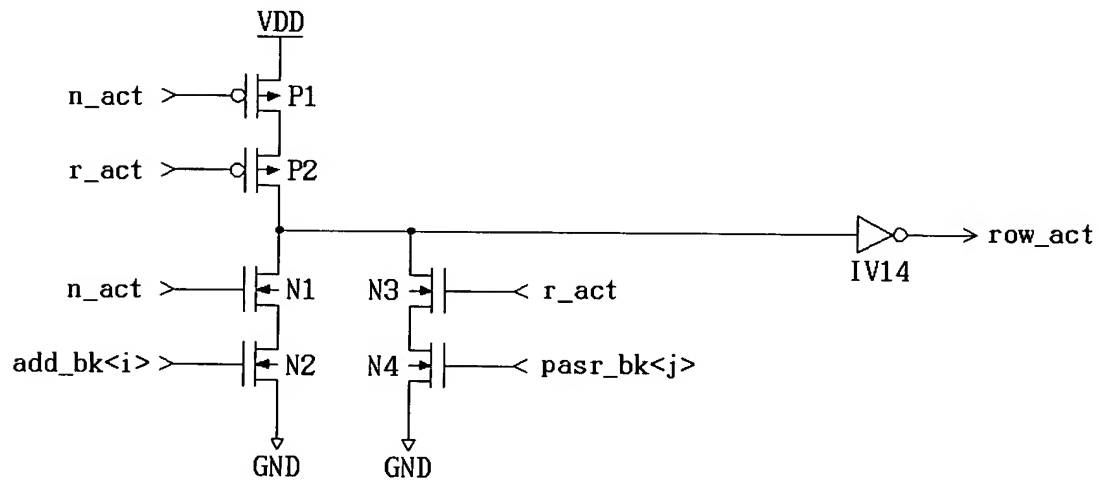 VDD
n_act P1
r_act P2
row_act
IV14
n_act N1 N3 r_act
add_bk<i> N2 N4 pasr_bk<j>
GND GND